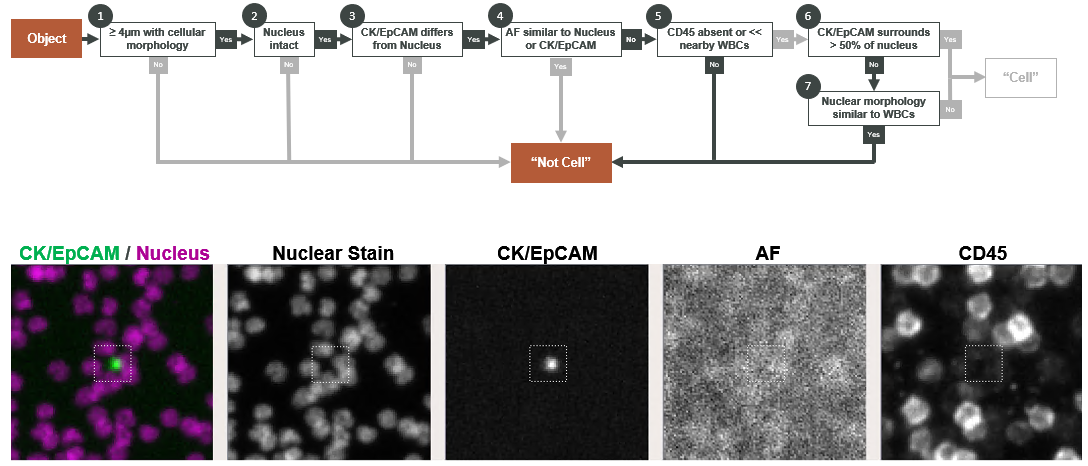 Object
1
≥ 4µm with cellular
morphology
Yes
No
2
Nucleus
intact
Yes
No
3
CK/EpCAM differs
from Nucleus
Yes
No
4
AF similar to Nucleus
or CK/EpCAM
No
Yes
5
CD45 absent or <<
nearby WBCs
Yes
No
6
CK/EpCAM surrounds
> 50% of nucleus
Yes
No
7
Nuclear morphology
similar to WBCs
No
Yes
“Cell”
“Not Cell”
CK/EpCAM / Nucleus
Nuclear Stain
CK/EpCAM
AF
CD45